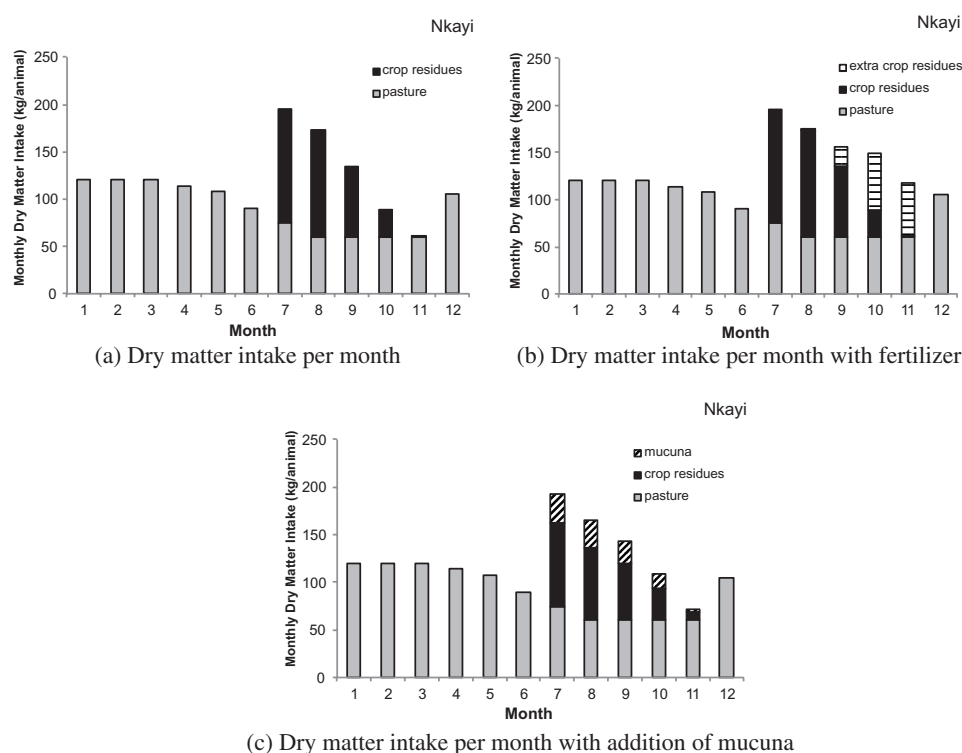 Nkayi
Monthly Dry Matter Intake (kg/animal)
250
200
150
100
50
0
crop residues
pasture
1 2 3 4 5 6 7 8 9 10 11 12
Month
(a) Dry matter intake per month
Nkayi
Monthly Dry Matter Intake (kg/animal)
250
200
150
100
50
0
extra crop residues
crop residues
pasture
1 2 3 4 5 6 7 8 9 10 11 12
Month
(b) Dry matter intake per month with fertilizer
Nkayi
Monthly Dry Matter Intake (kg/animal)
250
200
150
100
50
0
mucuna
crop residues
pasture
1 2 3 4 5 6 7 8 9 10 11 12
Month
(c) Dry matter intake per month with addition of mucuna